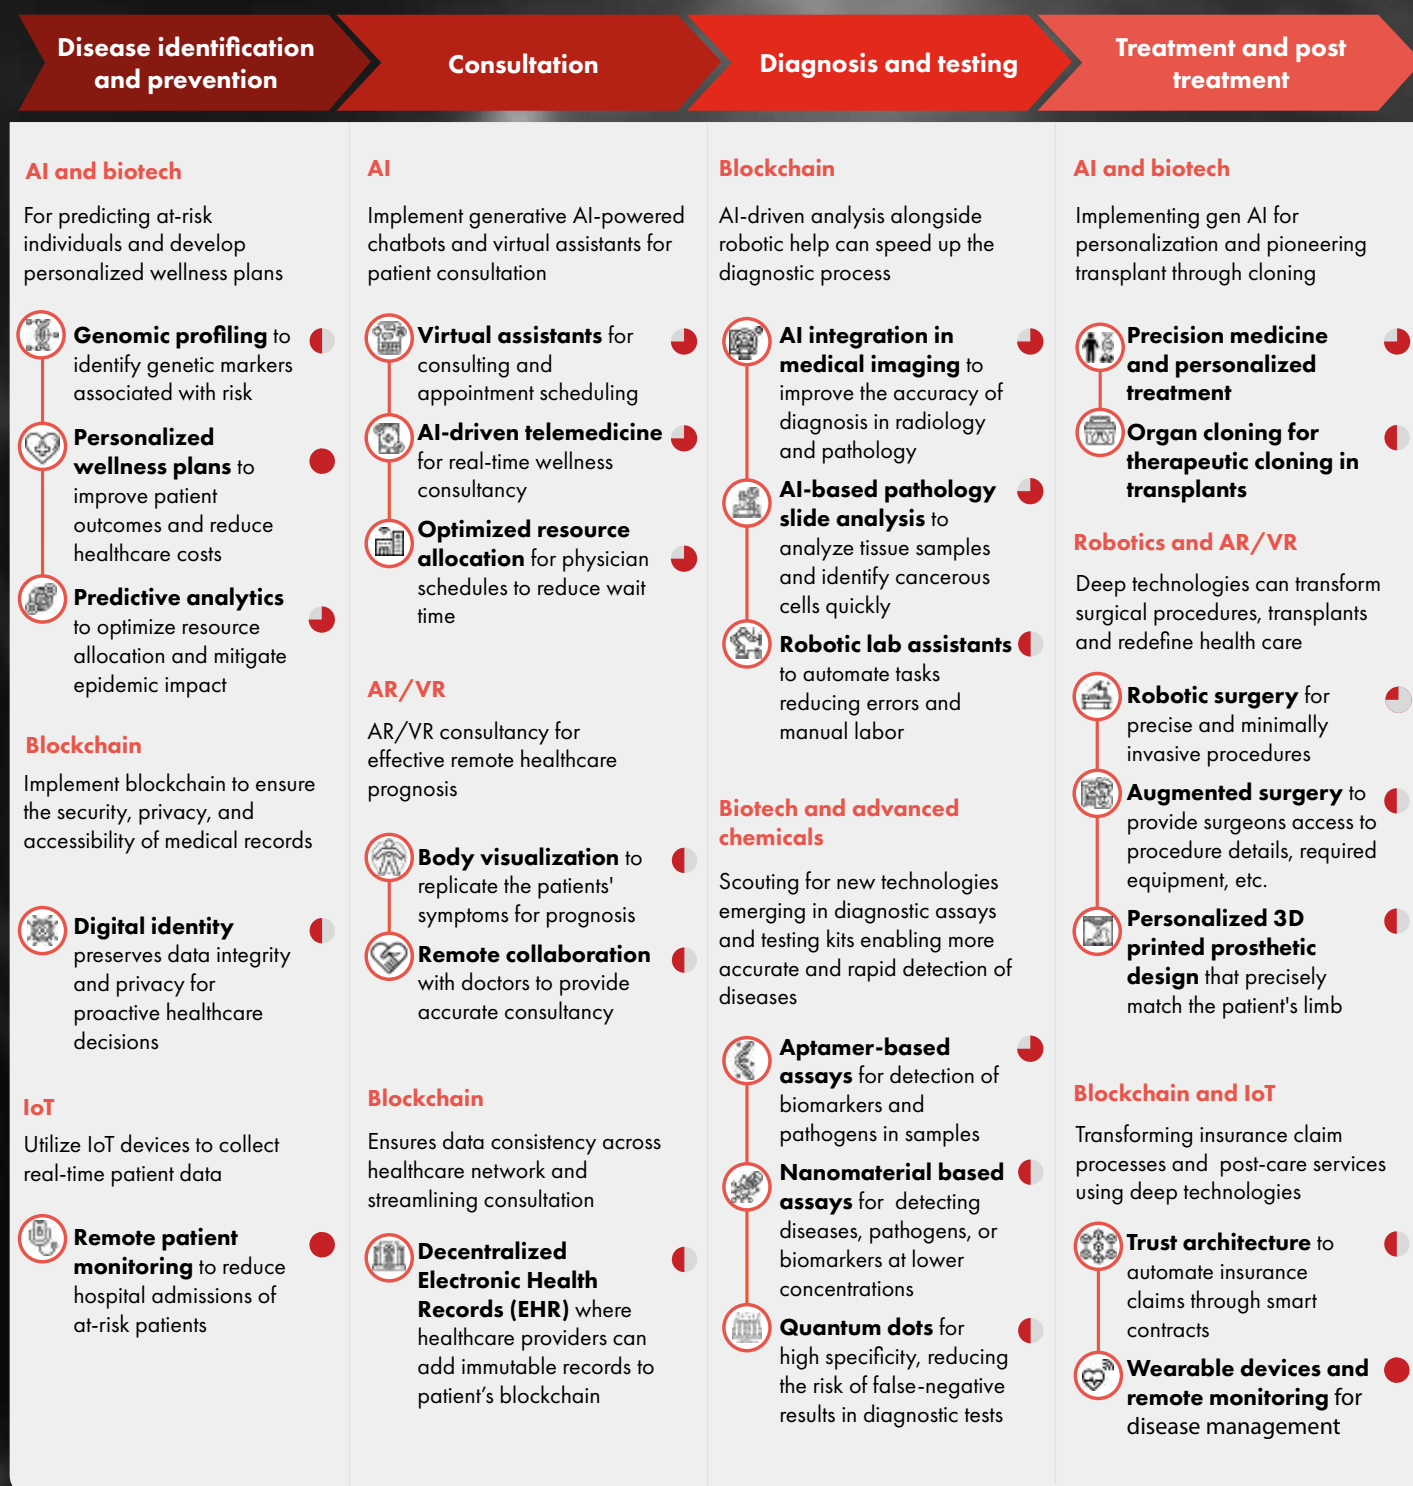 Disease identification
and prevention
Consultation
Diagnosis and testing
Treatment and post
treatment
AI and biotech
For predicting at-risk
individuals and develop
personalized wellness plans
Genomic profiling to
identify genetic markers
associated with risk
Personalized
wellness plans to
improve patient
outcomes and reduce
healthcare costs
Predictive analytics
to optimize resource
allocation and mitigate
epidemic impact
Blockchain
Implement blockchain to ensure
the security, privacy, and
accessibility of medical records
Digital identity
preserves data integrity
and privacy for
proactive healthcare
decisions
IoT
Utilize IoT devices to collect
real-time patient data
Remote patient
monitoring to reduce
hospital admissions of
at-risk patients
AI
Implement generative AI-powered
chatbots and virtual assistants for
patient consultation
Virtual assistants for
consulting and
appointment scheduling
AI-driven telemedicine
for real-time wellness
consultancy
Optimized resource
allocation for physician
schedules to reduce wait
time
AR/VR
AR/VR consultancy for
effective remote healthcare
prognosis
Body visualization to
replicate the patients'
symptoms for prognosis
Remote collaboration
with doctors to provide
accurate consultancy
Blockchain
Ensures data consistency across
healthcare network and
streamlining consultation
Decentralized
Electronic Health
Records (EHR) where
healthcare providers can
add immutable records to
patient’s blockchain
Blockchain
AI-driven analysis alongside
robotic help can speed up the
diagnostic process
AI integration in
medical imaging to
improve the accuracy of
diagnosis in radiology
and pathology
AI-based pathology
slide analysis to
analyze tissue samples
and identify cancerous
cells quickly
Robotic lab assistants
to automate tasks
reducing errors and
manual labor
Biotech and advanced
chemicals
Scouting for new technologies
emerging in diagnostic assays
and testing kits enabling more
accurate and rapid detection of
diseases
Aptamer-based
assays for detection of
biomarkers and
pathogens in samples
Nanomaterial based
assays for detecting
diseases, pathogens, or
biomarkers at lower
concentrations
Quantum dots for
high specificity, reducing
the risk of false-negative
results in diagnostic tests
AI and biotech
Implementing gen AI for
personalization and pioneering
transplant through cloning
Precision medicine
and personalized
treatment
Organ cloning for
therapeutic cloning in
transplants
Robotics and AR/VR
Deep technologies can transform
surgical procedures, transplants
and redefine health care
Robotic surgery for
precise and minimally
invasive procedures
Augmented surgery to
provide surgeons access to
procedure details, required
equipment, etc.
Personalized 3D
printed prosthetic
design that precisely
match the patient's limb
Blockchain and IoT
Transforming insurance claim
processes and post-care services
using deep technologies
Trust architecture to
automate insurance
claims through smart
contracts
Wearable devices and
remote monitoring for
disease management